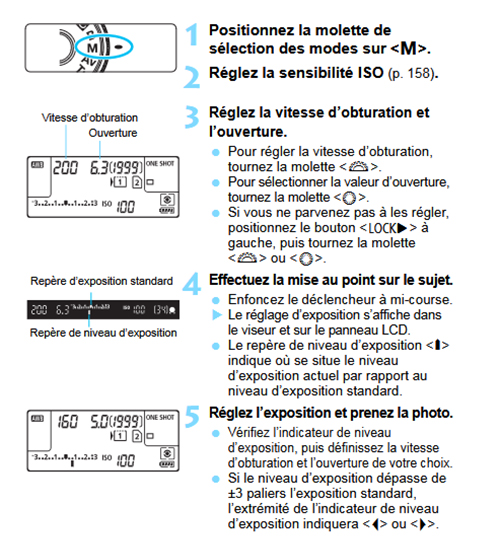 M
AV
1 Positionnez la molette de
sélection des modes sur <M>.
2 Réglez la sensibilité ISO (p. 158).
3 Réglez la vitesse d’obturation et
l’ouverture.
Vitesse d’obturation
Ouverture
200 6.3 (1999) ONE SHOT
1 2
-3..2..1..0..1..2..:3 ISO 100
● Pour régler la vitesse d’obturation,
tournez la molette < >.
● Pour sélectionner la valeur d’ouverture,
tournez la molette < >.
● Si vous ne parvenez pas à les régler,
positionnez le bouton <LOCK▶> à
gauche, puis tournez la molette
< > ou < >.
4 Effectuez la mise au point sur le sujet.
Repère d’exposition standard
200 6.3 100
Repère de niveau d’exposition
● Enfoncez le déclencheur à mi-course.
▶ Le réglage d’exposition s’affiche dans
le viseur et sur le panneau LCD.
● Le repère de niveau d’exposition < >
indique où se situe le niveau
d’exposition actuel par rapport au
niveau d’exposition standard.
5 Réglez l’exposition et prenez la photo.
160 5.0 (1999) ONE SHOT
1 2
-3..2..1..0..1..2..:3 ISO 100
● Vérifiez l’indicateur de niveau
d’exposition, puis définissez la vitesse
d’obturation et l’ouverture de votre choix.
● Si le niveau d’exposition dépasse de
±3 paliers l’exposition standard,
l’extrémité de l’indicateur de niveau
d’exposition indiquera < > ou < >.